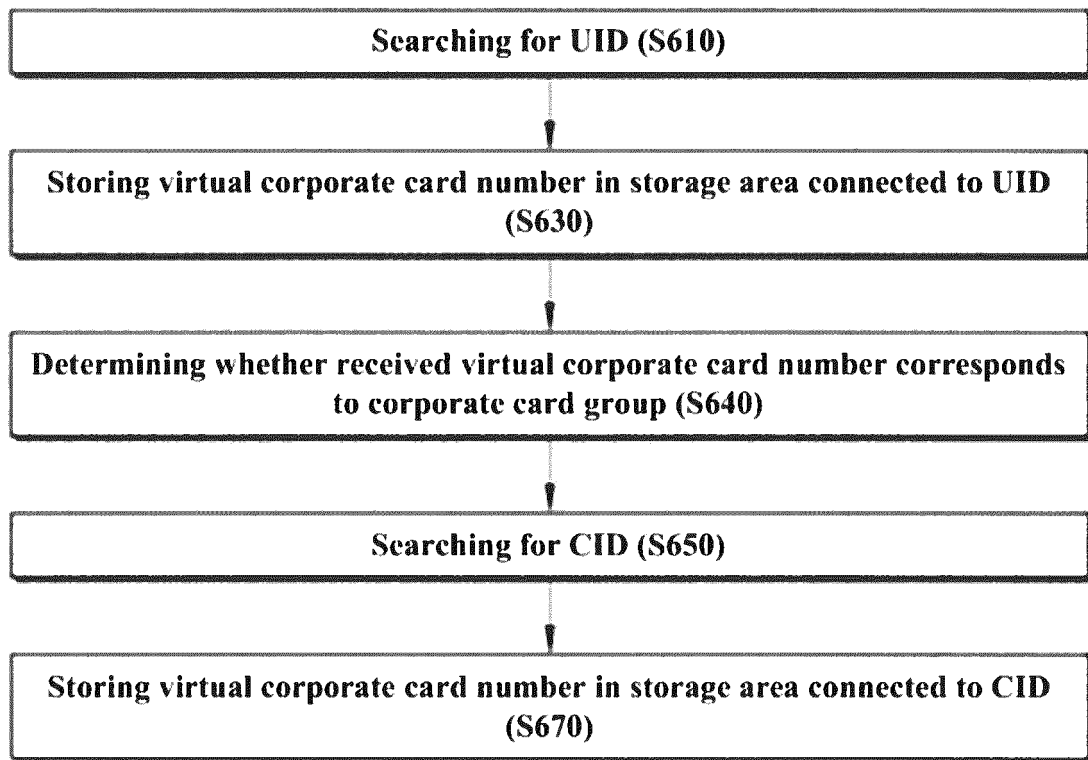 Searching for UID (S610)
Storing virtual corporate card number in storage area connected to UID
(S630)
Determining whether received virtual corporate card number corresponds
to corporate card group (S640)
Searching for CID (S650)
Storing virtual corporate card number in storage area connected to CID
(S670)